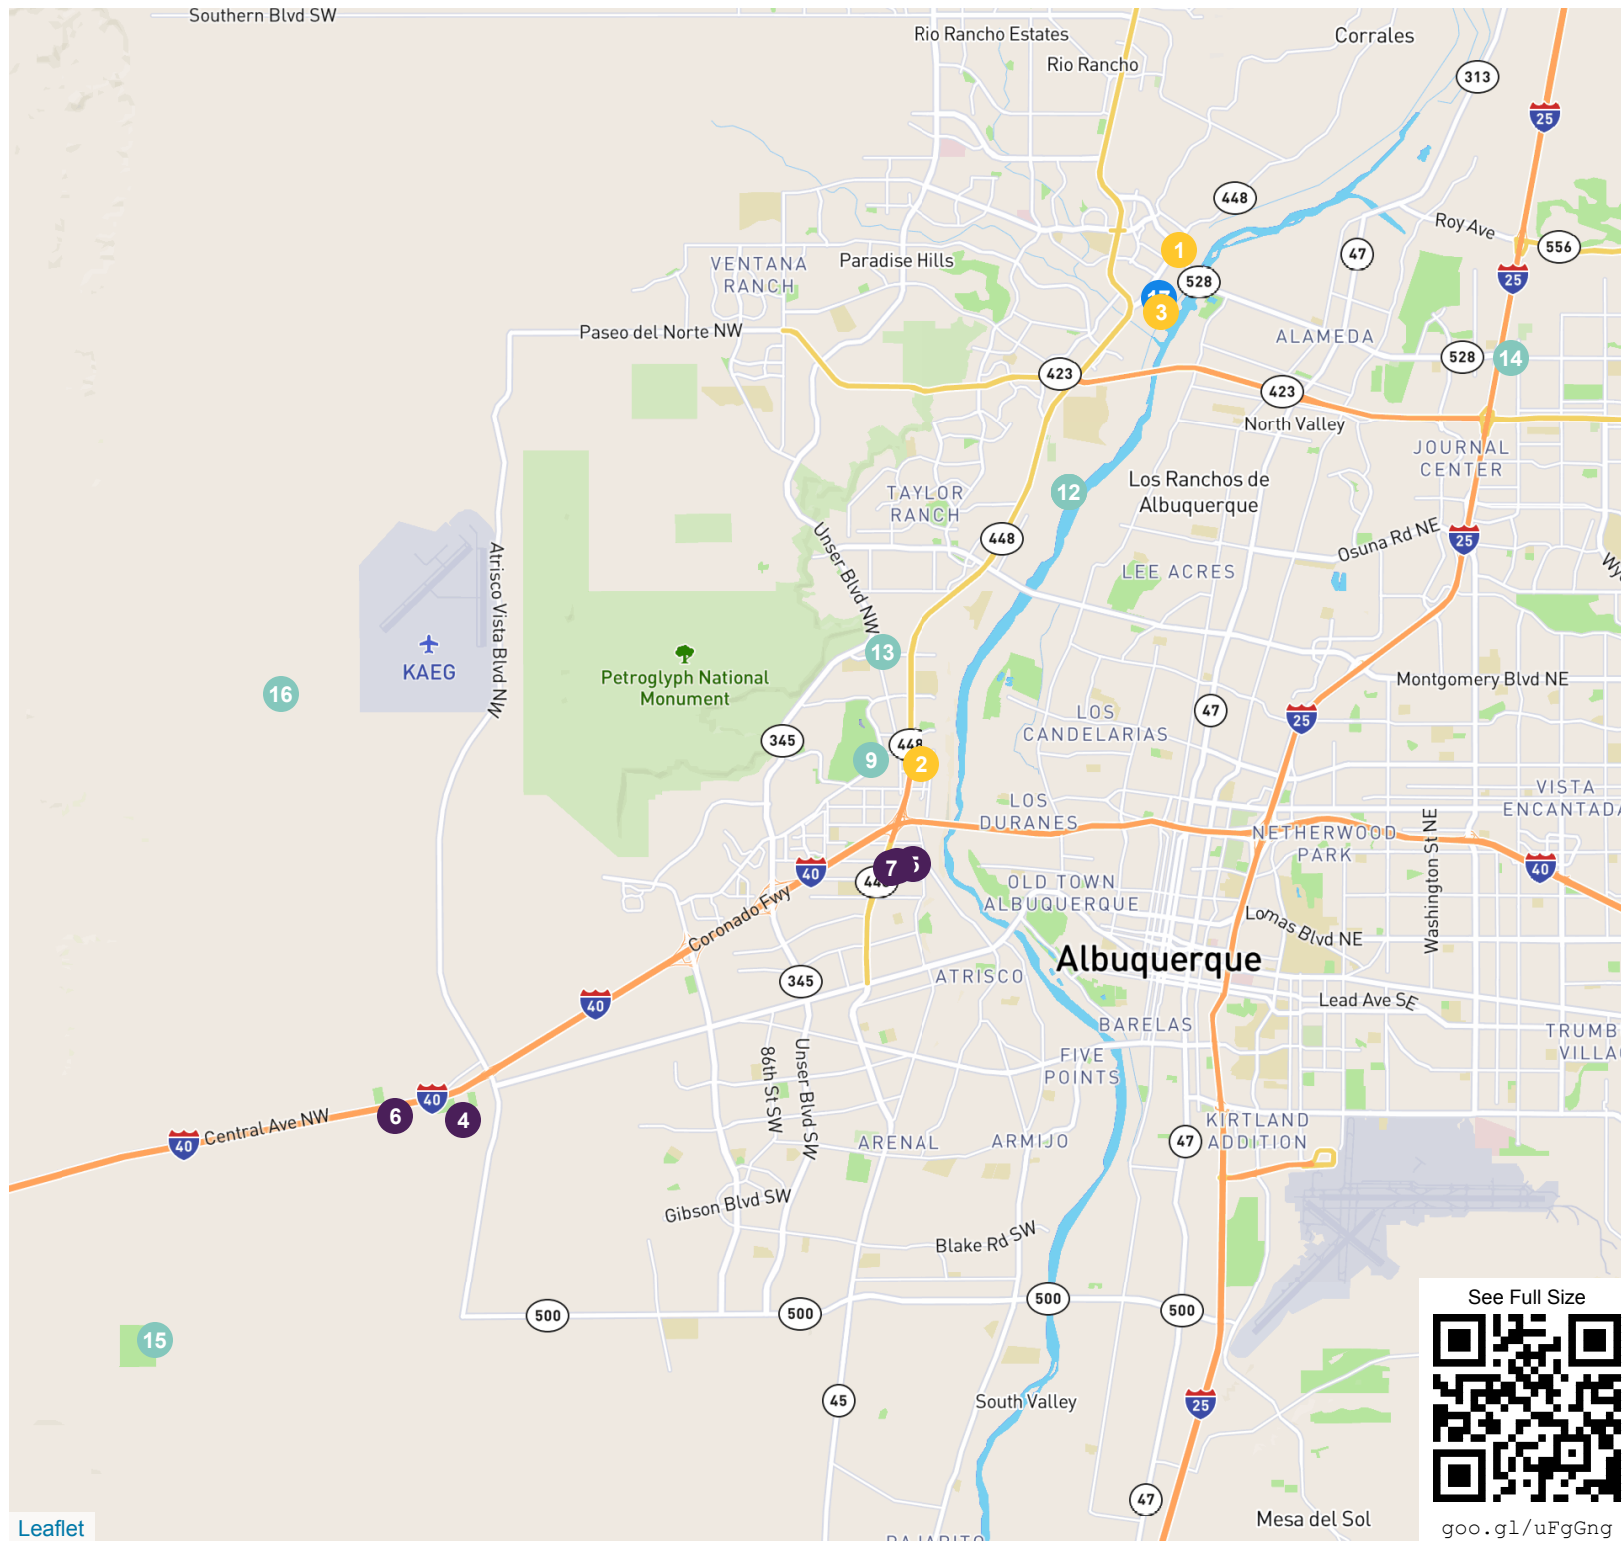 Southern Blvd SW
Rio Rancho Estates
Corrales
Rio Rancho
313
25
448
Roy Ave
47
556
1
VENTANA
RANCH
Paradise Hills
528
25
17
3
Paseo del Norte NW
ALAMEDA
528
14
423
423
North Valley
JOURNAL
CENTER
TAYLOR
RANCH
12
Los Ranchos de
Albuquerque
Unser Blvd NW
448
Osuna Rd NE
25
Atrisco Vista Blvd NW
LEE ACRES
KAEG
13
Petroglyph National
Monument
Montgomery Blvd NE
16
47
25
LOS
CANDELARIAS
345
448
9
2
VISTA
ENCANTADA
LOS
DURANES
NETHERWOOD
PARK
Washington St NE
40
7
5
40
448
OLD TOWN
ALBUQUERQUE
Coronado Fwy
Lomas Blvd NE
Albuquerque
ATRISCO
345
40
Lead Ave SE
BARELAS
TRUMB
VILLA
FIVE
POINTS
86th St SW
Unser Blvd SW
40
6
4
Central Ave NW
40
KIRTLAND
ADDITION
ARENAL
ARMIJO
47
Gibson Blvd SW
Blake Rd SW
500
500
500
500
See Full Size
15
45
South Valley
25
47
Mesa del Sol
Leaflet
goo.gl/uFgGng
PAJARITO